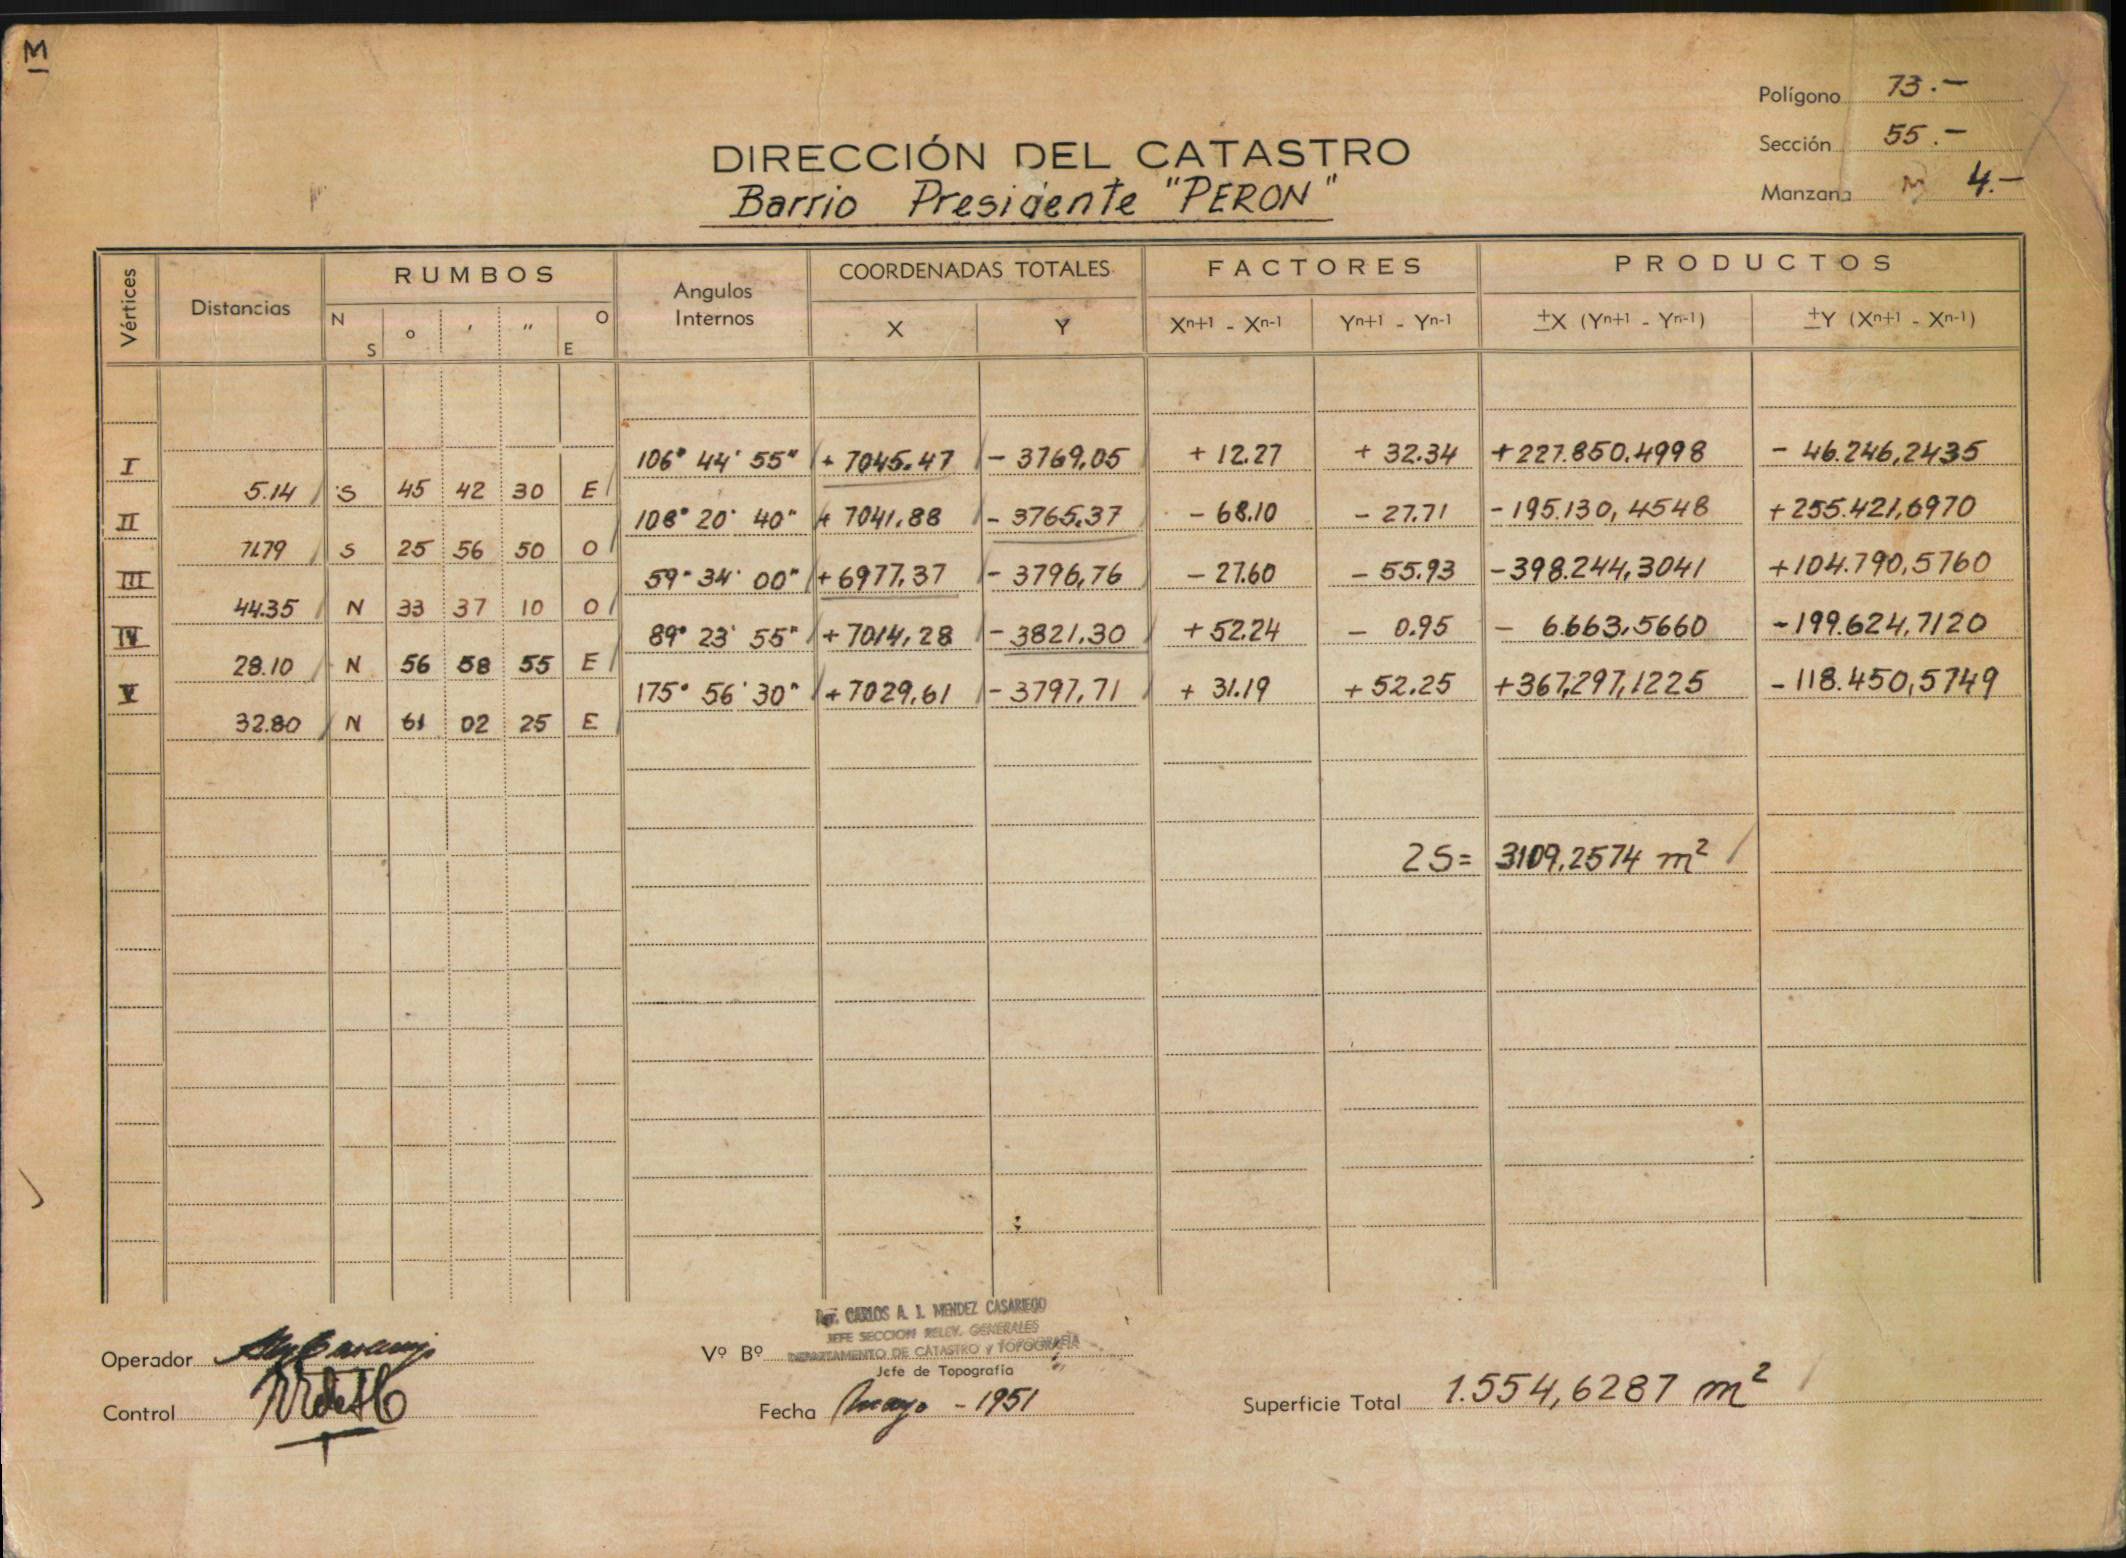 M
Polígono 73.-
Sección 55.-
Manzana M 4.-
DIRECCIÓN DEL CATASTRO
Barrio Presidente "PERON"
Vértices Distancias RUMBOS Angulos Internos COORDENADAS TOTALES FACTORES PRODUCTOS
N S ° ' " O E X Y Xn+1 - Xn-1 Yn+1 - Yn-1 ±X (Yn+1 - Yn-1) ±Y (Xn+1 - Xn-1)
I 106° 44' 55" + 7045.47 - 3769,05 + 12.27 + 32.34 +227.850.4998 - 46.246,2435
5.14 S 45 42 30 E
II 108° 20' 40" + 7041,88 - 3765,37 - 68.10 - 27.71 -195.130,4548 +255.421,6970
71.79 S 25 56 50 O
III 59° 34' 00" +6977,37 - 3796,76 - 27.60 - 55.93 -398.244,3041 +104.790,5760
44.35 N 33 37 10 O
IV 89° 23' 55" +7014,28 -3821,30 +52.24 - 0.95 - 6.663,5660 -199.624,7120
28.10 N 56 58 55 E
V 175° 56' 30" +7029,61 -3797,71 + 31.19 +52.25 +367,297,1225 -118.450,5749
32.80 N 61 02 25 E
2S= 3109,2574 m²
CARLOS A. J. MENDEZ CASARIEGO
JEFE SECCION RELEV. GENERALES
DEPARTAMENTO DE CATASTRO y TOPOGRAFÍA
Operador
Vº Bº
Jefe de Topografía
Control
Fecha mayo - 1951
Superficie Total 1.554,6287 m²